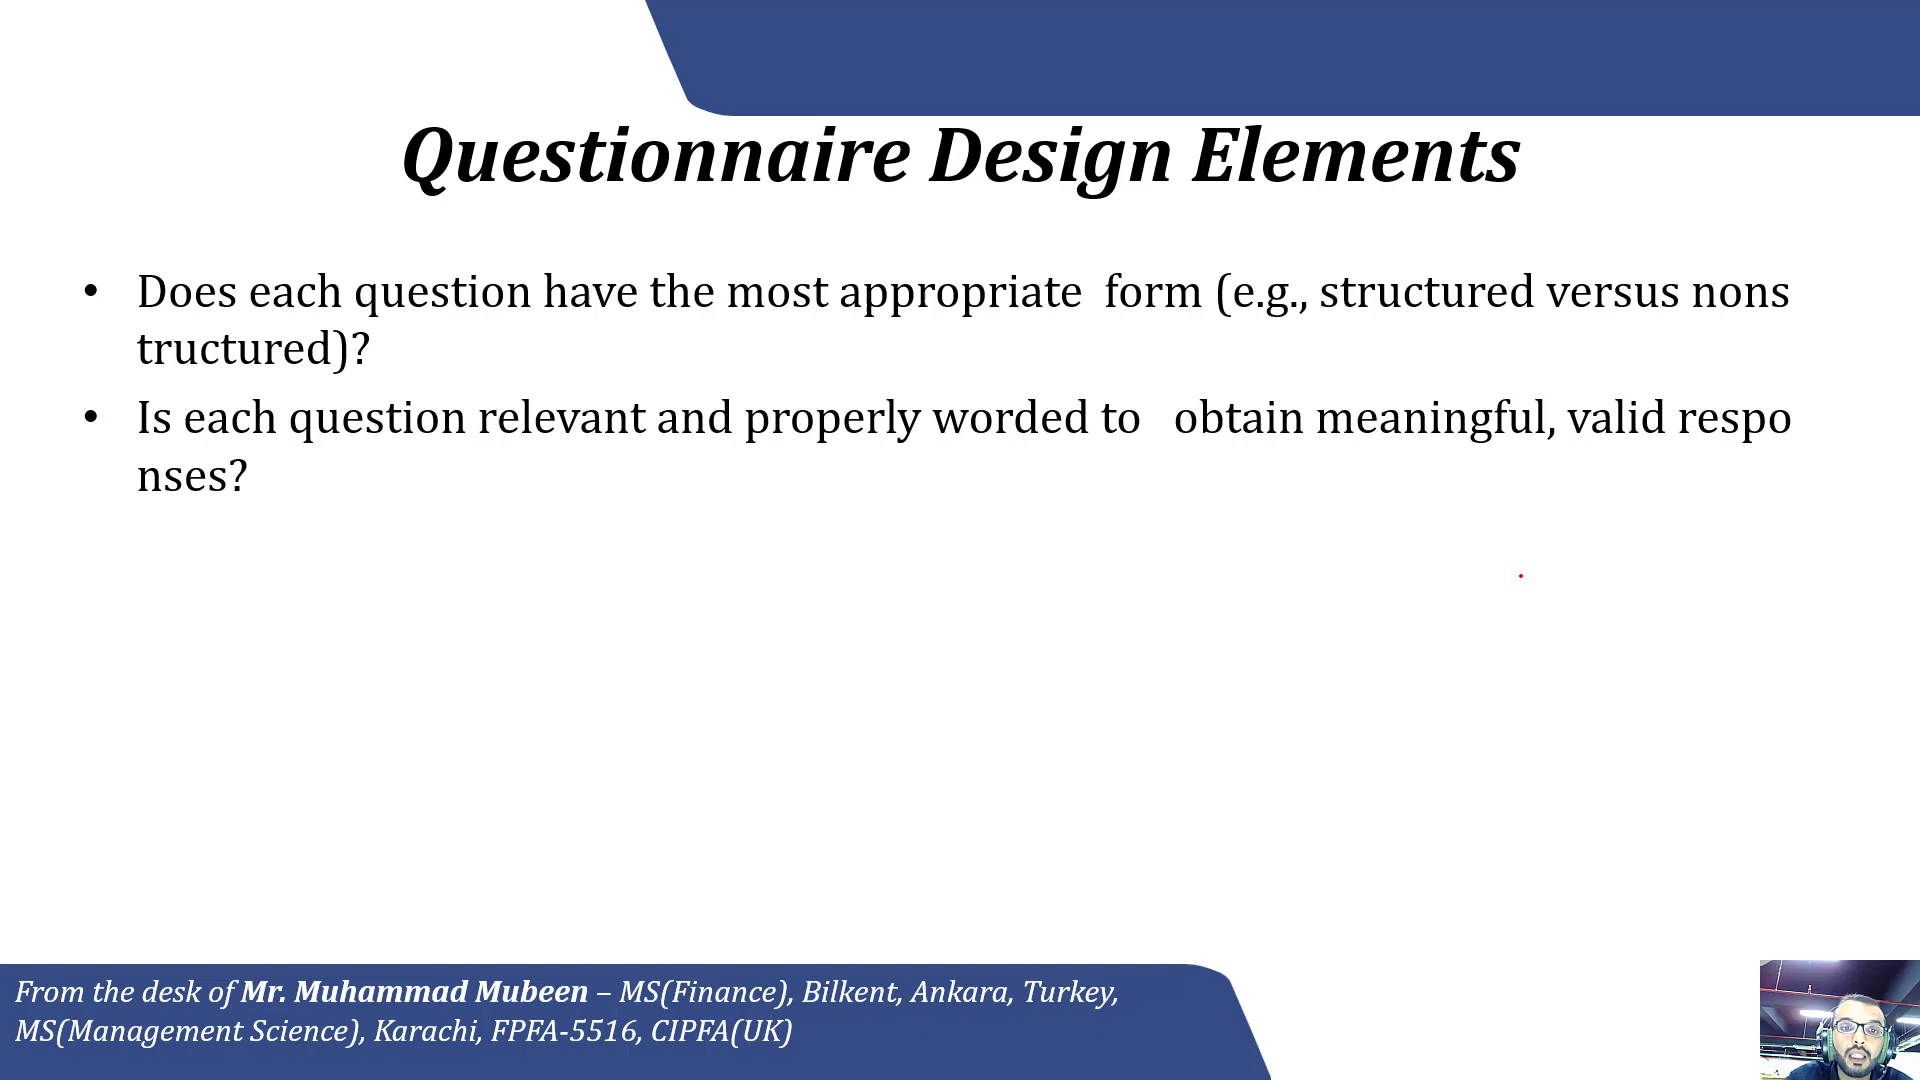 Questionnaire Design Elements
• Does each question have the most appropriate form (e.g., structured versus nons
tructured)?
• Is each question relevant and properly worded to obtain meaningful, valid respo
nses?
From the desk of Mr. Muhammad Mubeen – MS(Finance), Bilkent, Ankara, Turkey,
MS(Management Science), Karachi, FPFA-5516, CIPFA(UK)